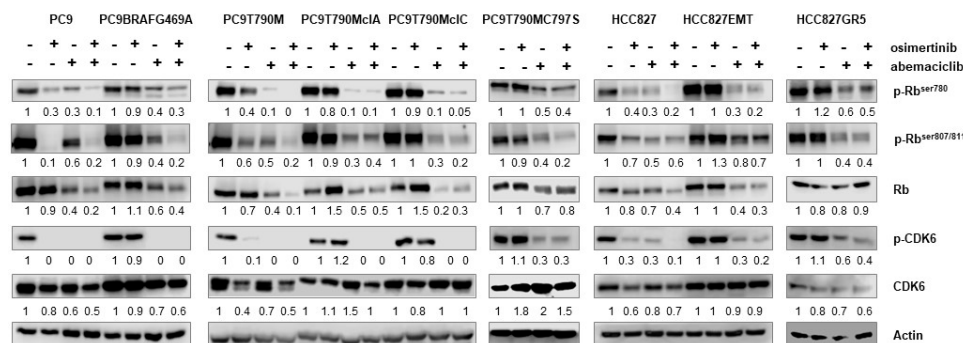 PC9 PC9BRAFG469A PC9T790M PC9T790MclA PC9T790MclC PC9T790MC797S HCC827 HCC827EMT HCC827GR5
- + - + - + - + - + - + - + - + - + - + - + - + - + - + - + - + - + - + osimertinib
- - + + - - + + - - + + - - + + - - + + - - + + - - + + - - + + - - + + abemaciclib
p-Rbser780
1 0.3 0.3 0.1 1 0.9 0.4 0.3 1 0.4 0.1 0 1 0.8 0.1 0.1 1 0.9 0.1 0.05 1 1 0.5 0.4 1 0.4 0.3 0.2 1 1 0.3 0.2 1 1.2 0.6 0.5
p-Rbser807/811
1 0.1 0.6 0.2 1 0.9 0.4 0.2 1 0.6 0.5 0.2 1 0.9 0.3 0.4 1 0.9 0.3 0.2 1 0.9 0.4 0.2 1 0.7 0.5 0.6 1 1.3 0.8 0.7 1 1 0.4 0.4
Rb
1 0.9 0.4 0.2 1 1.1 0.6 0.4 1 0.7 0.4 0.1 1 1.5 0.5 0.5 1 1.5 0.2 0.3 1 1 0.7 0.8 1 0.8 0.7 0.4 1 1 0.4 0.3 1 0.8 0.8 0.9
p-CDK6
1 0 0 0 1 0.9 0 0 1 0.1 0 0 1 1.2 0 0 1 0.8 0 0 1 1.1 0.3 0.3 1 0.3 0.3 0.1 1 1 0.3 0.2 1 1.1 0.6 0.4
CDK6
1 0.8 0.6 0.5 1 0.9 0.7 0.6 1 0.4 0.7 0.5 1 1.1 1.5 1 1 0.8 1 1 1 1.8 2 1.5 1 0.6 0.8 0.7 1 1 0.9 0.9 1 0.8 0.7 0.6
Actin